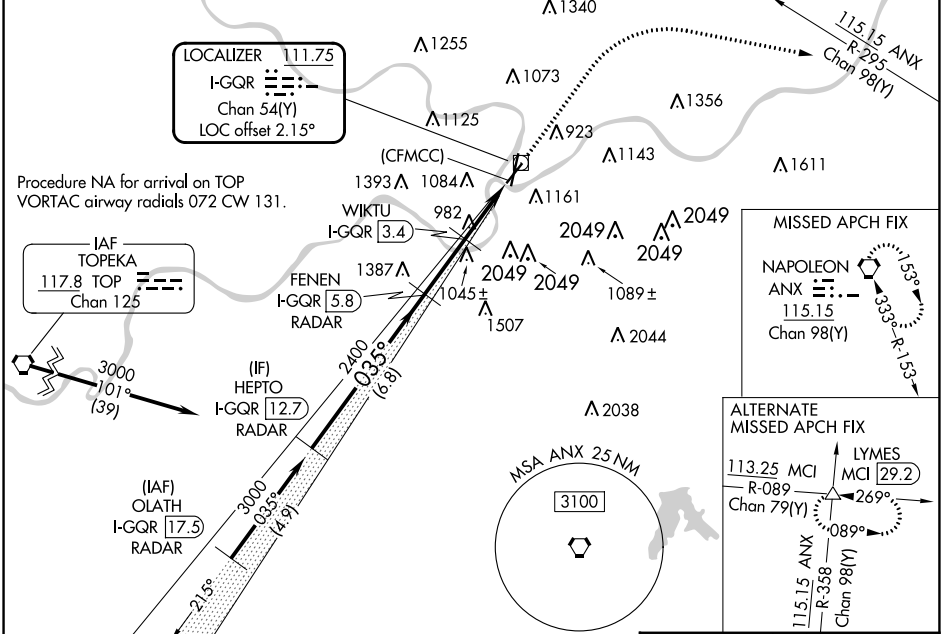 1340
1255
115.15 ANX
R-295
Chan 98(Y)
LOCALIZER 111.75
I-GQR
Chan 54(Y)
LOC offset 2.15°
1073
1356
1125
923
(CFMCC)
1143
1611
Procedure NA for arrival on TOP
VORTAC airway radials 072 CW 131.
1393
1084
1161
WIKTU
I-GQR 3.4
982
2049
2049
2049
2049
2049
IAF
TOPEKA
117.8 TOP
Chan 125
FENEN
I-GQR 5.8
RADAR
1387
1045±
1089±
1507
2044
MISSED APCH FIX
NAPOLEON
ANX
115.15
Chan 98(Y)
153°
333°
R-153
3000
101°
(39)
(IF)
HEPTO
I-GQR 12.7
RADAR
2400
035°
(6.8)
2038
(IAF)
OLATH
I-GQR 17.5
RADAR
3000
035°
(4.9)
215°
MSA ANX 25 NM
3100
ALTERNATE
MISSED APCH FIX
113.25 MCI
R-089
Chan 79(Y)
LYMES
MCI 29.2
269°
089°
115.15 ANX
R-358
Chan 98(Y)